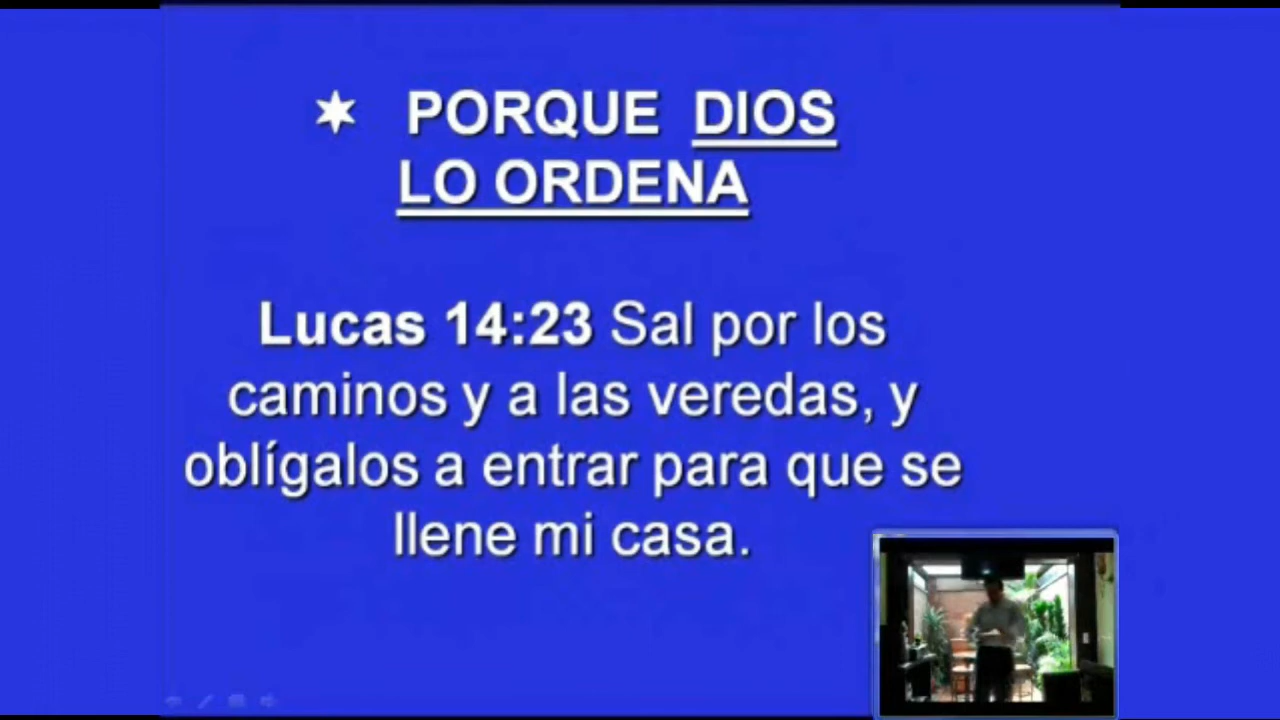 ✶ PORQUE DIOS
LO ORDENA
Lucas 14:23 Sal por los
caminos y a las veredas, y
oblígalos a entrar para que se
llene mi casa.